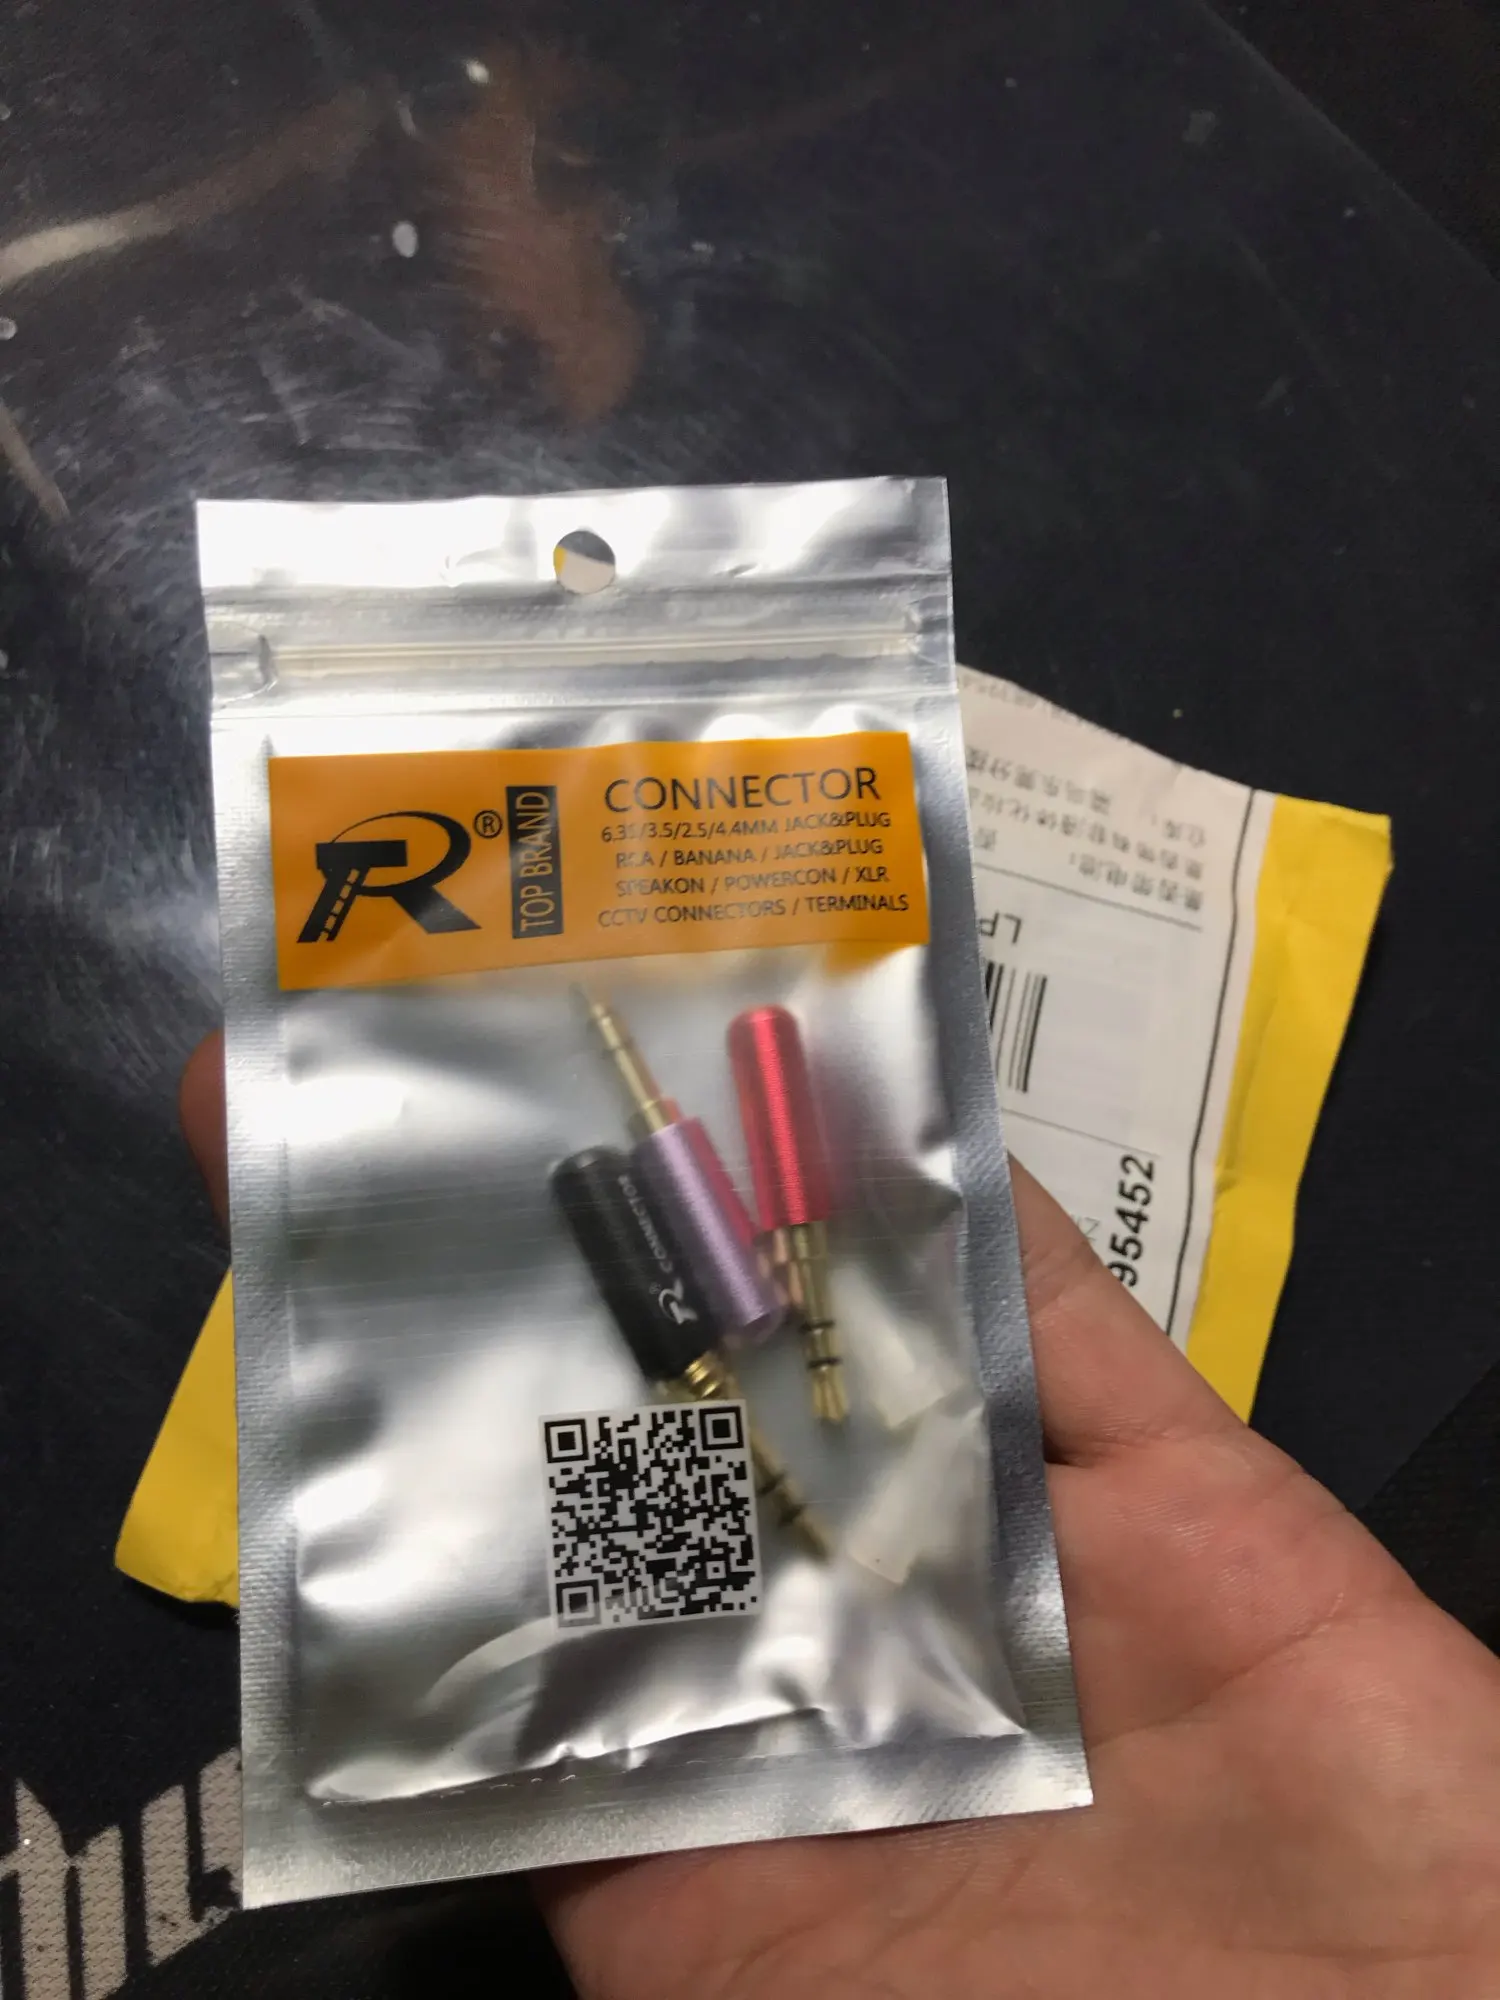 R®
TOP BRAND
CONNECTOR
6.35/3.5/2.5/4.4MM JACK&PLUG
RCA / BANANA / JACK&PLUG
SPEAKON / POWERCON / XLR
CCTV CONNECTORS / TERMINALS
R® CONNECTOR
LP
95452